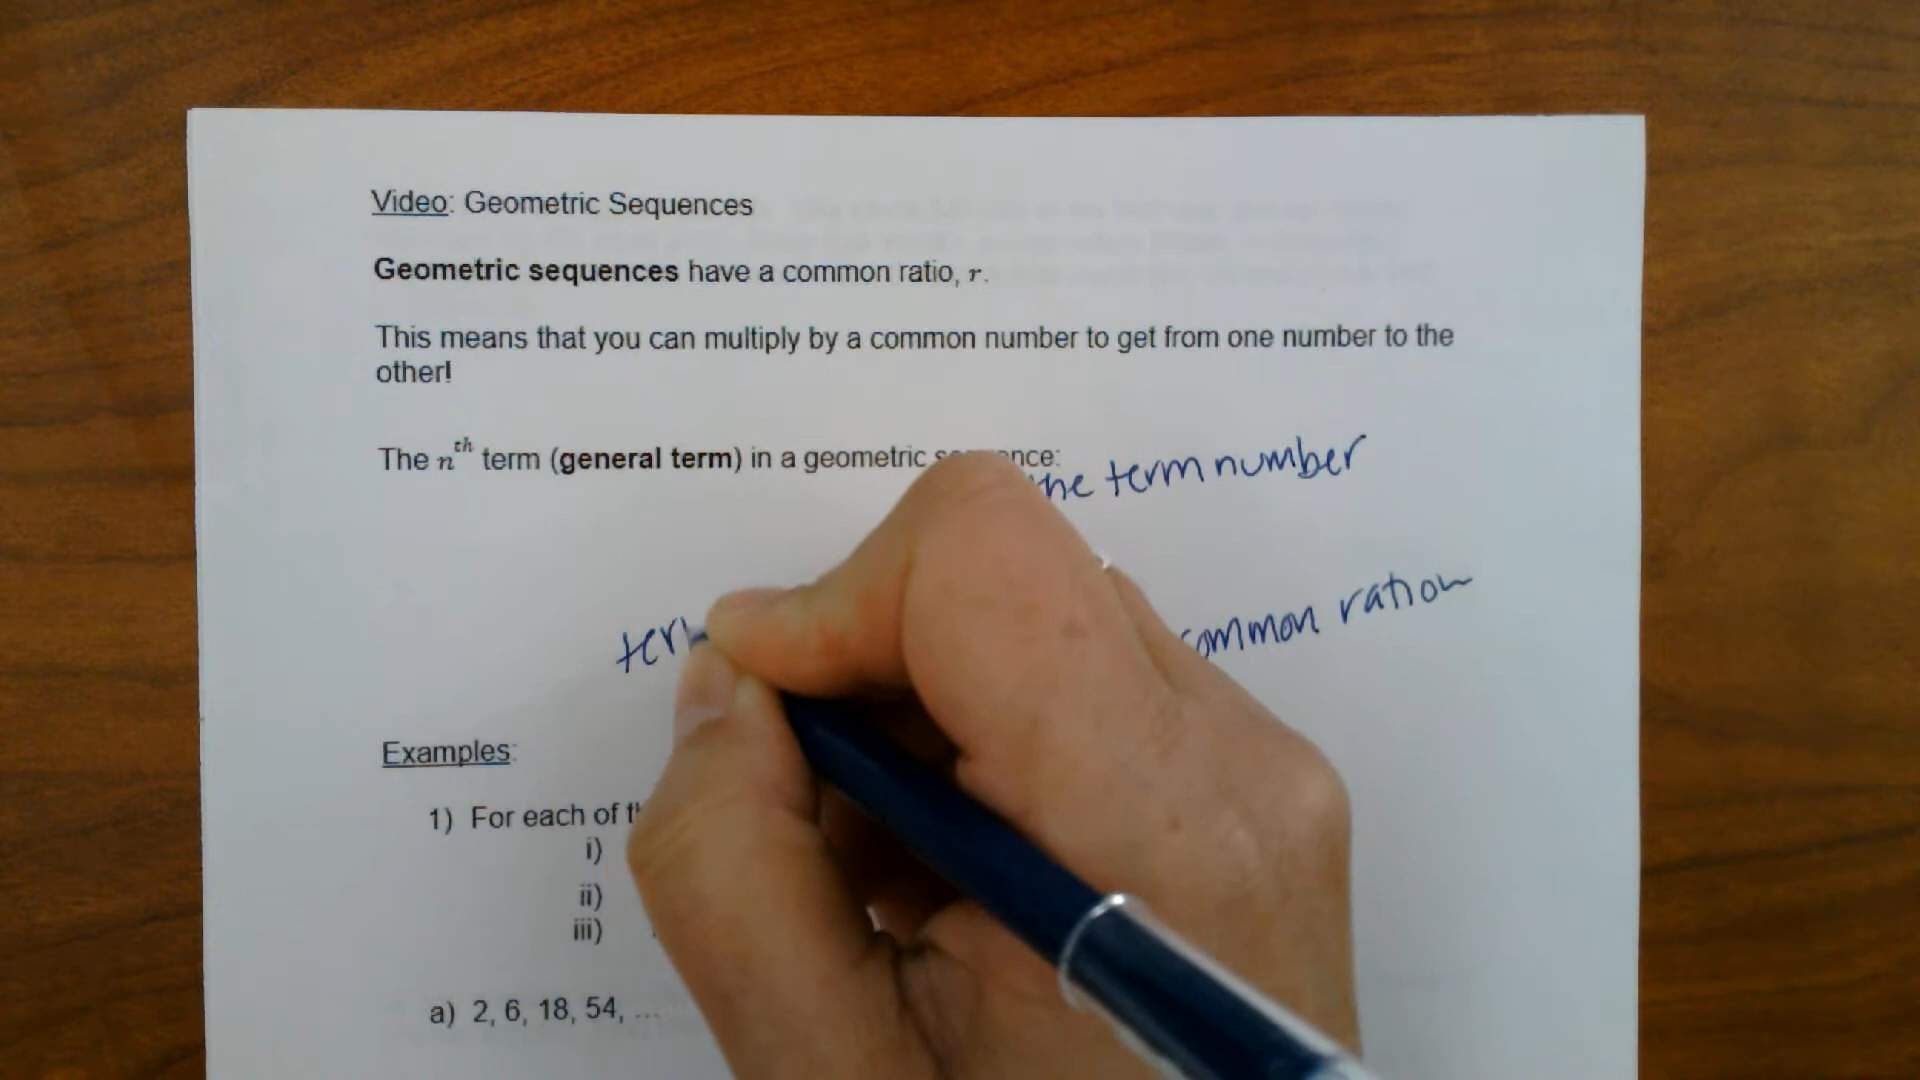 Video: Geometric Sequences
Geometric sequences have a common ratio, r.
This means that you can multiply by a common number to get from one number to the
other!
The nth term (general term) in a geometric
the term number
common ration
Examples:
1) For each of
i)
ii)
iii)
a) 2, 6, 18, 54, ...